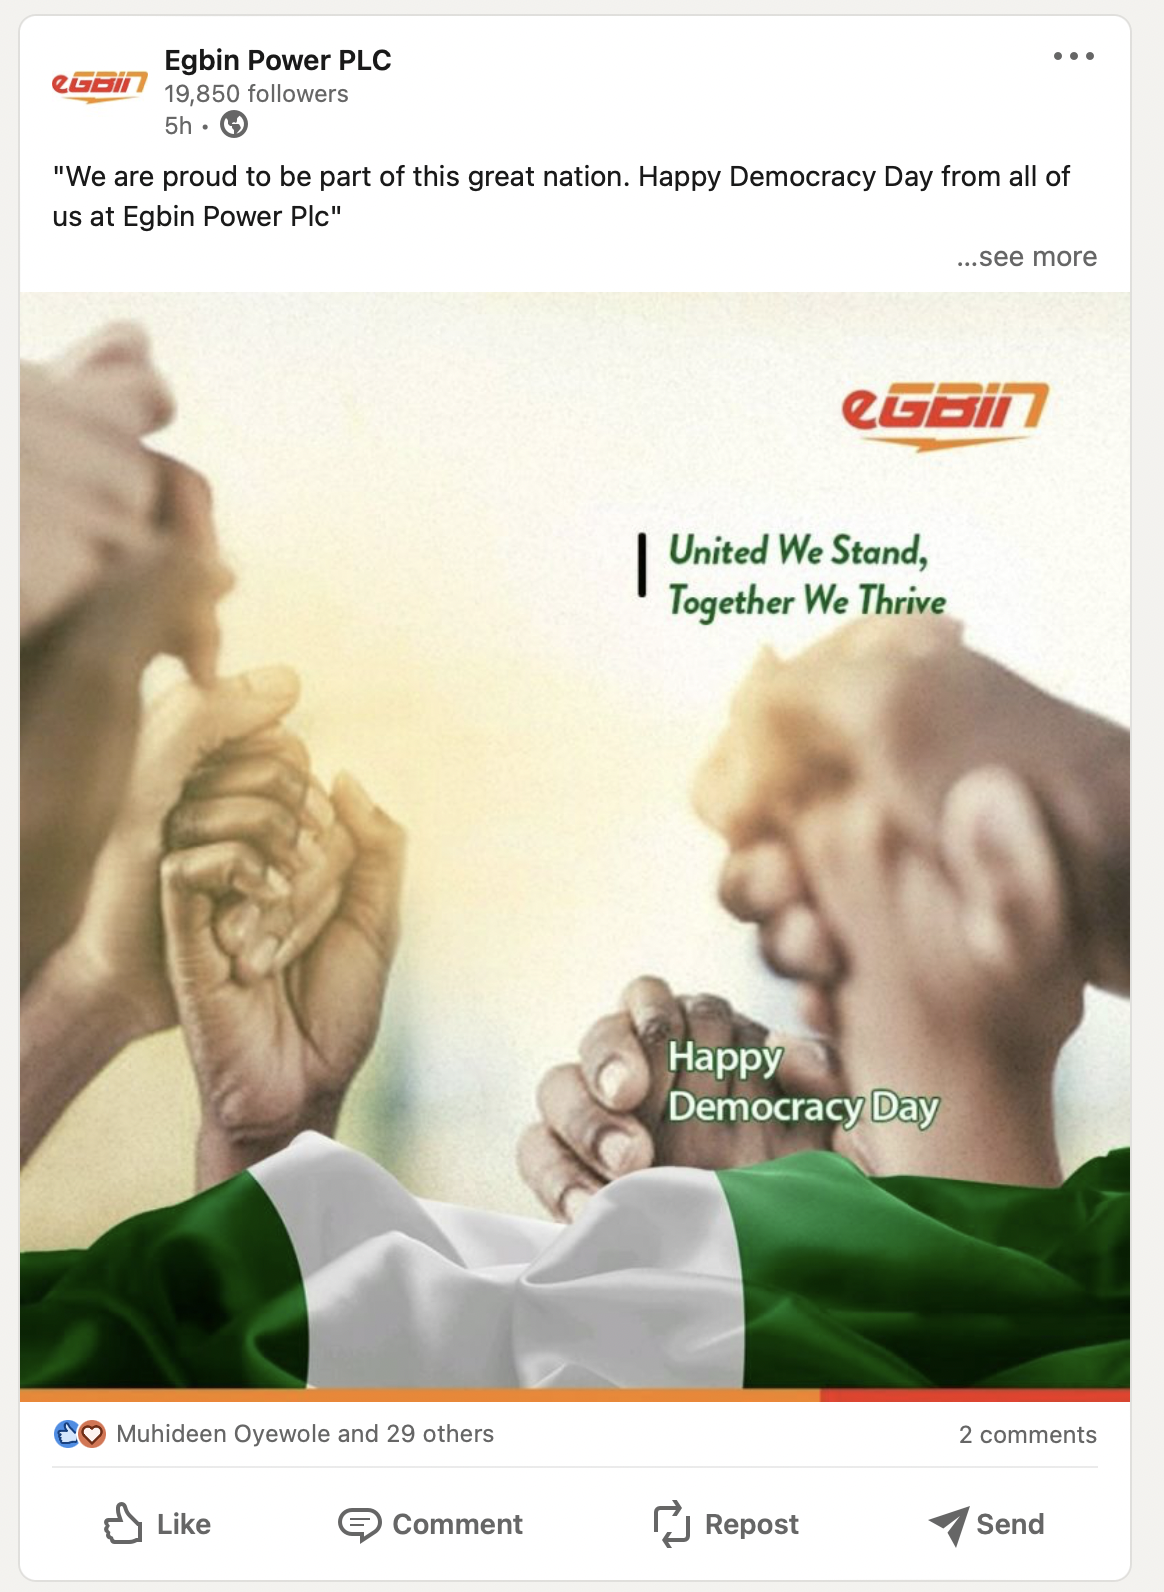 egbin
Egbin Power PLC
19,850 followers
5h •
"We are proud to be part of this great nation. Happy Democracy Day from all of
us at Egbin Power Plc"
...see more
eGBin
United We Stand,
Together We Thrive
Happy
Democracy Day
Muhideen Oyewole and 29 others
2 comments
Like
Comment
Repost
Send